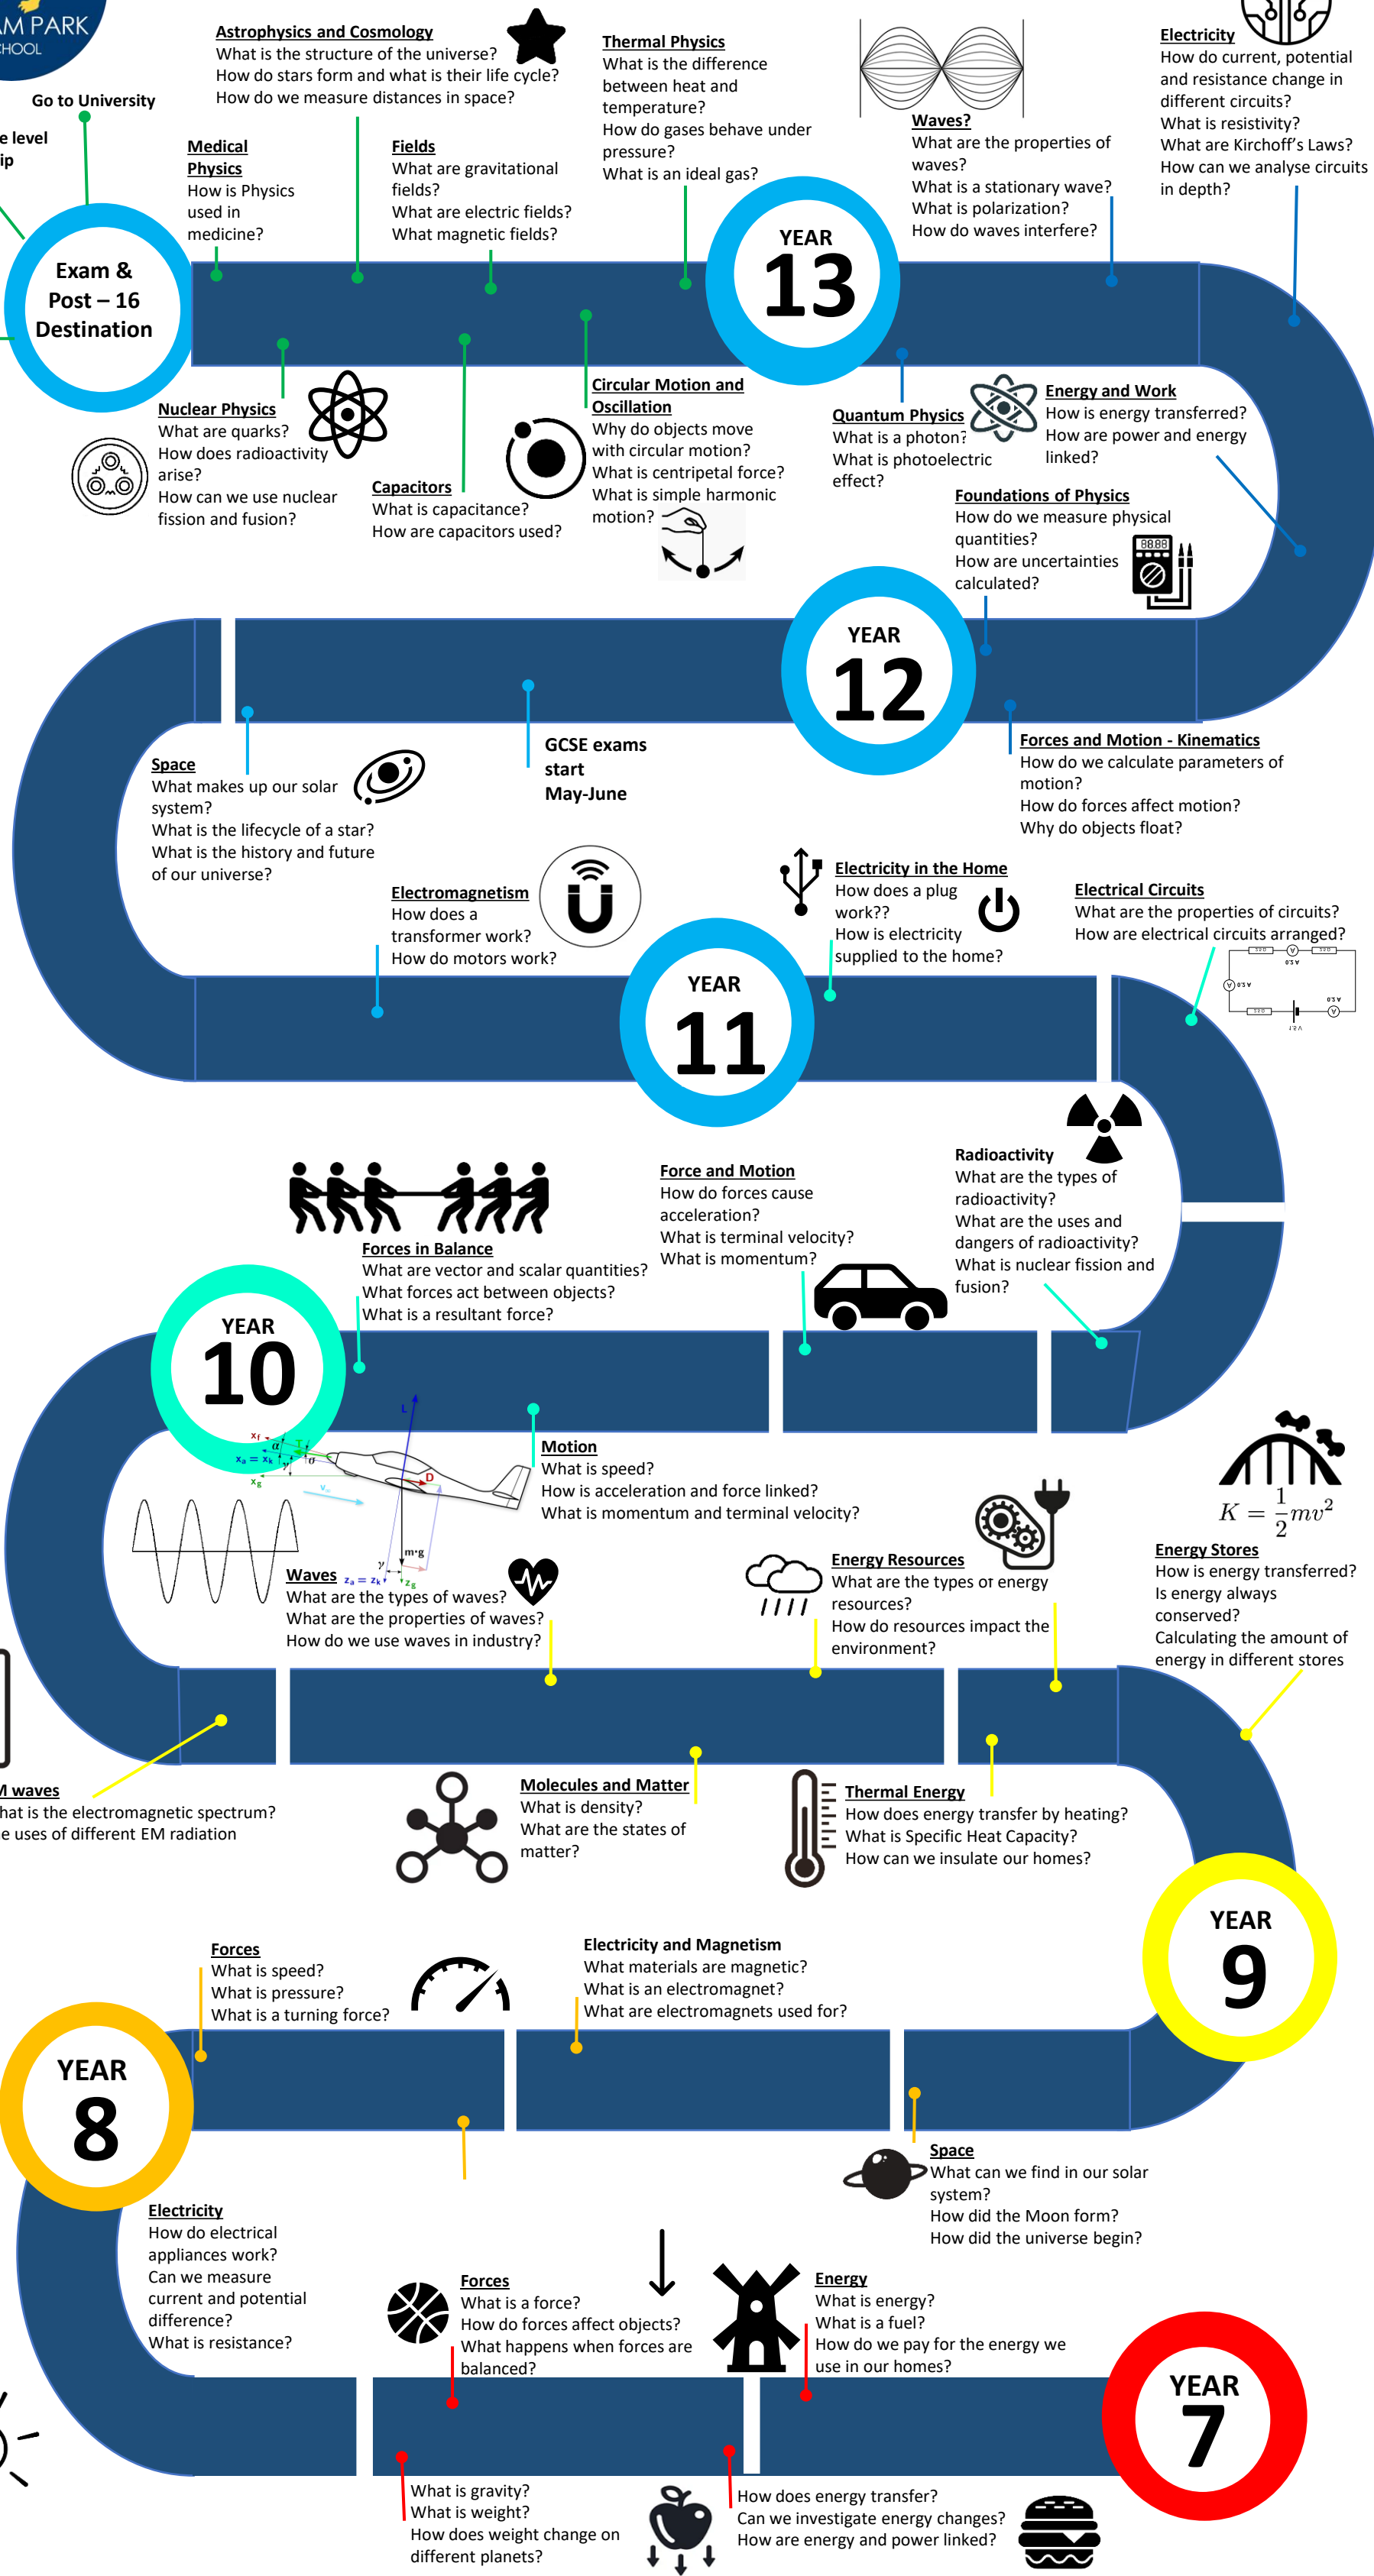 AM PARK
SCHOOL
Go to University
e level
ip
Exam &
Post – 16
Destination
Astrophysics and Cosmology
What is the structure of the universe?
How do stars form and what is their life cycle?
How do we measure distances in space?
Medical
Physics
How is Physics
used in
medicine?
Fields
What are gravitational
fields?
What are electric fields?
What magnetic fields?
Thermal Physics
What is the difference
between heat and
temperature?
How do gases behave under
pressure?
What is an ideal gas?
YEAR
13
Waves?
What are the properties of
waves?
What is a stationary wave?
What is polarization?
How do waves interfere?
Electricity
How do current, potential
and resistance change in
different circuits?
What is resistivity?
What are Kirchoff's Laws?
How can we analyse circuits
in depth?
Nuclear Physics
What are quarks?
How does radioactivity
arise?
How can we use nuclear
fission and fusion?
Capacitors
What is capacitance?
How are capacitors used?
Circular Motion and
Oscillation
Why do objects move
with circular motion?
What is centripetal force?
What is simple harmonic
motion?
Quantum Physics
What is a photon?
What is photoelectric
effect?
Energy and Work
How is energy transferred?
How are power and energy
linked?
Foundations of Physics
How do we measure physical
quantities?
How are uncertainties
calculated?
88.88
YEAR
12
Space
What makes up our solar
system?
What is the lifecycle of a star?
What is the history and future
of our universe?
GCSE exams
start
May-June
Forces and Motion - Kinematics
How do we calculate parameters of
motion?
How do forces affect motion?
Why do objects float?
Electromagnetism
How does a
transformer work?
How do motors work?
Electricity in the Home
How does a plug
work??
How is electricity
supplied to the home?
Electrical Circuits
What are the properties of circuits?
How are electrical circuits arranged?
0.2 A
0.2 A
0.2 A
1.5 V
YEAR
11
Forces in Balance
What are vector and scalar quantities?
What forces act between objects?
What is a resultant force?
Force and Motion
How do forces cause
acceleration?
What is terminal velocity?
What is momentum?
Radioactivity
What are the types of
radioactivity?
What are the uses and
dangers of radioactivity?
What is nuclear fission and
fusion?
YEAR
10
L
xf
α
T
σ
xa = xk
γ
xg
D
m·g
γ
za = zk
zg
Motion
What is speed?
How is acceleration and force linked?
What is momentum and terminal velocity?
Waves
What are the types of waves?
What are the properties of waves?
How do we use waves in industry?
Energy Resources
What are the types of energy
resources?
How do resources impact the
environment?
K = 1/2 mv²
Energy Stores
How is energy transferred?
Is energy always
conserved?
Calculating the amount of
energy in different stores
M waves
hat is the electromagnetic spectrum?
e uses of different EM radiation
Molecules and Matter
What is density?
What are the states of
matter?
Thermal Energy
How does energy transfer by heating?
What is Specific Heat Capacity?
How can we insulate our homes?
YEAR
9
Forces
What is speed?
What is pressure?
What is a turning force?
Electricity and Magnetism
What materials are magnetic?
What is an electromagnet?
What are electromagnets used for?
YEAR
8
Space
What can we find in our solar
system?
How did the Moon form?
How did the universe begin?
Electricity
How do electrical
appliances work?
Can we measure
current and potential
difference?
What is resistance?
Forces
What is a force?
How do forces affect objects?
What happens when forces are
balanced?
Energy
What is energy?
What is a fuel?
How do we pay for the energy we
use in our homes?
YEAR
7
What is gravity?
What is weight?
How does weight change on
different planets?
How does energy transfer?
Can we investigate energy changes?
How are energy and power linked?